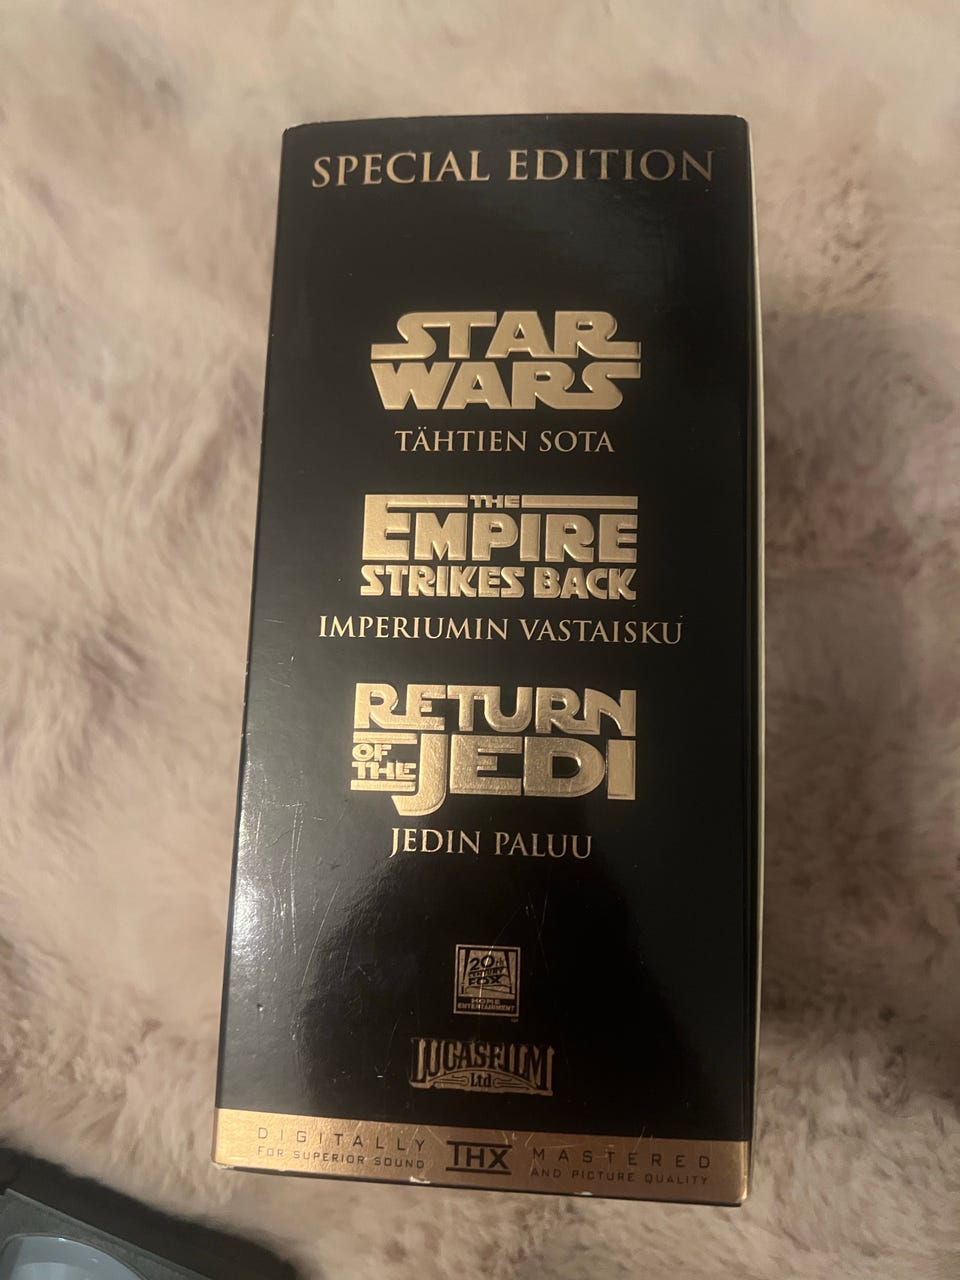 SPECIAL EDITION
STAR
WARS
TÄHTIEN SOTA
THE
EMPIRE
STRIKES BACK
IMPERIUMIN VASTAISKU
RETURN
OF
THE
JEDI
JEDIN PALUU
20th
CENTURY
FOX
HOME
ENTERTAINMENT
LUCASFILM
Ltd
DIGITALLY THX MASTERED
FOR SUPERIOR SOUND AND PICTURE QUALITY